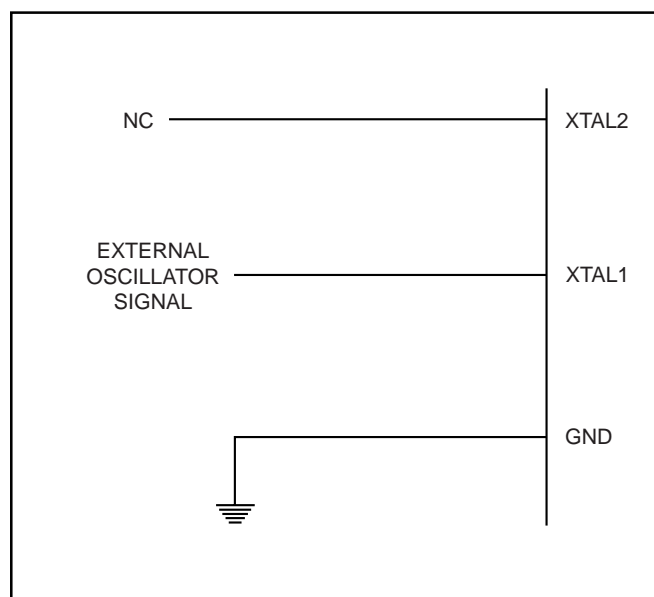 NC
XTAL2
EXTERNAL
OSCILLATOR
SIGNAL
XTAL1
GND